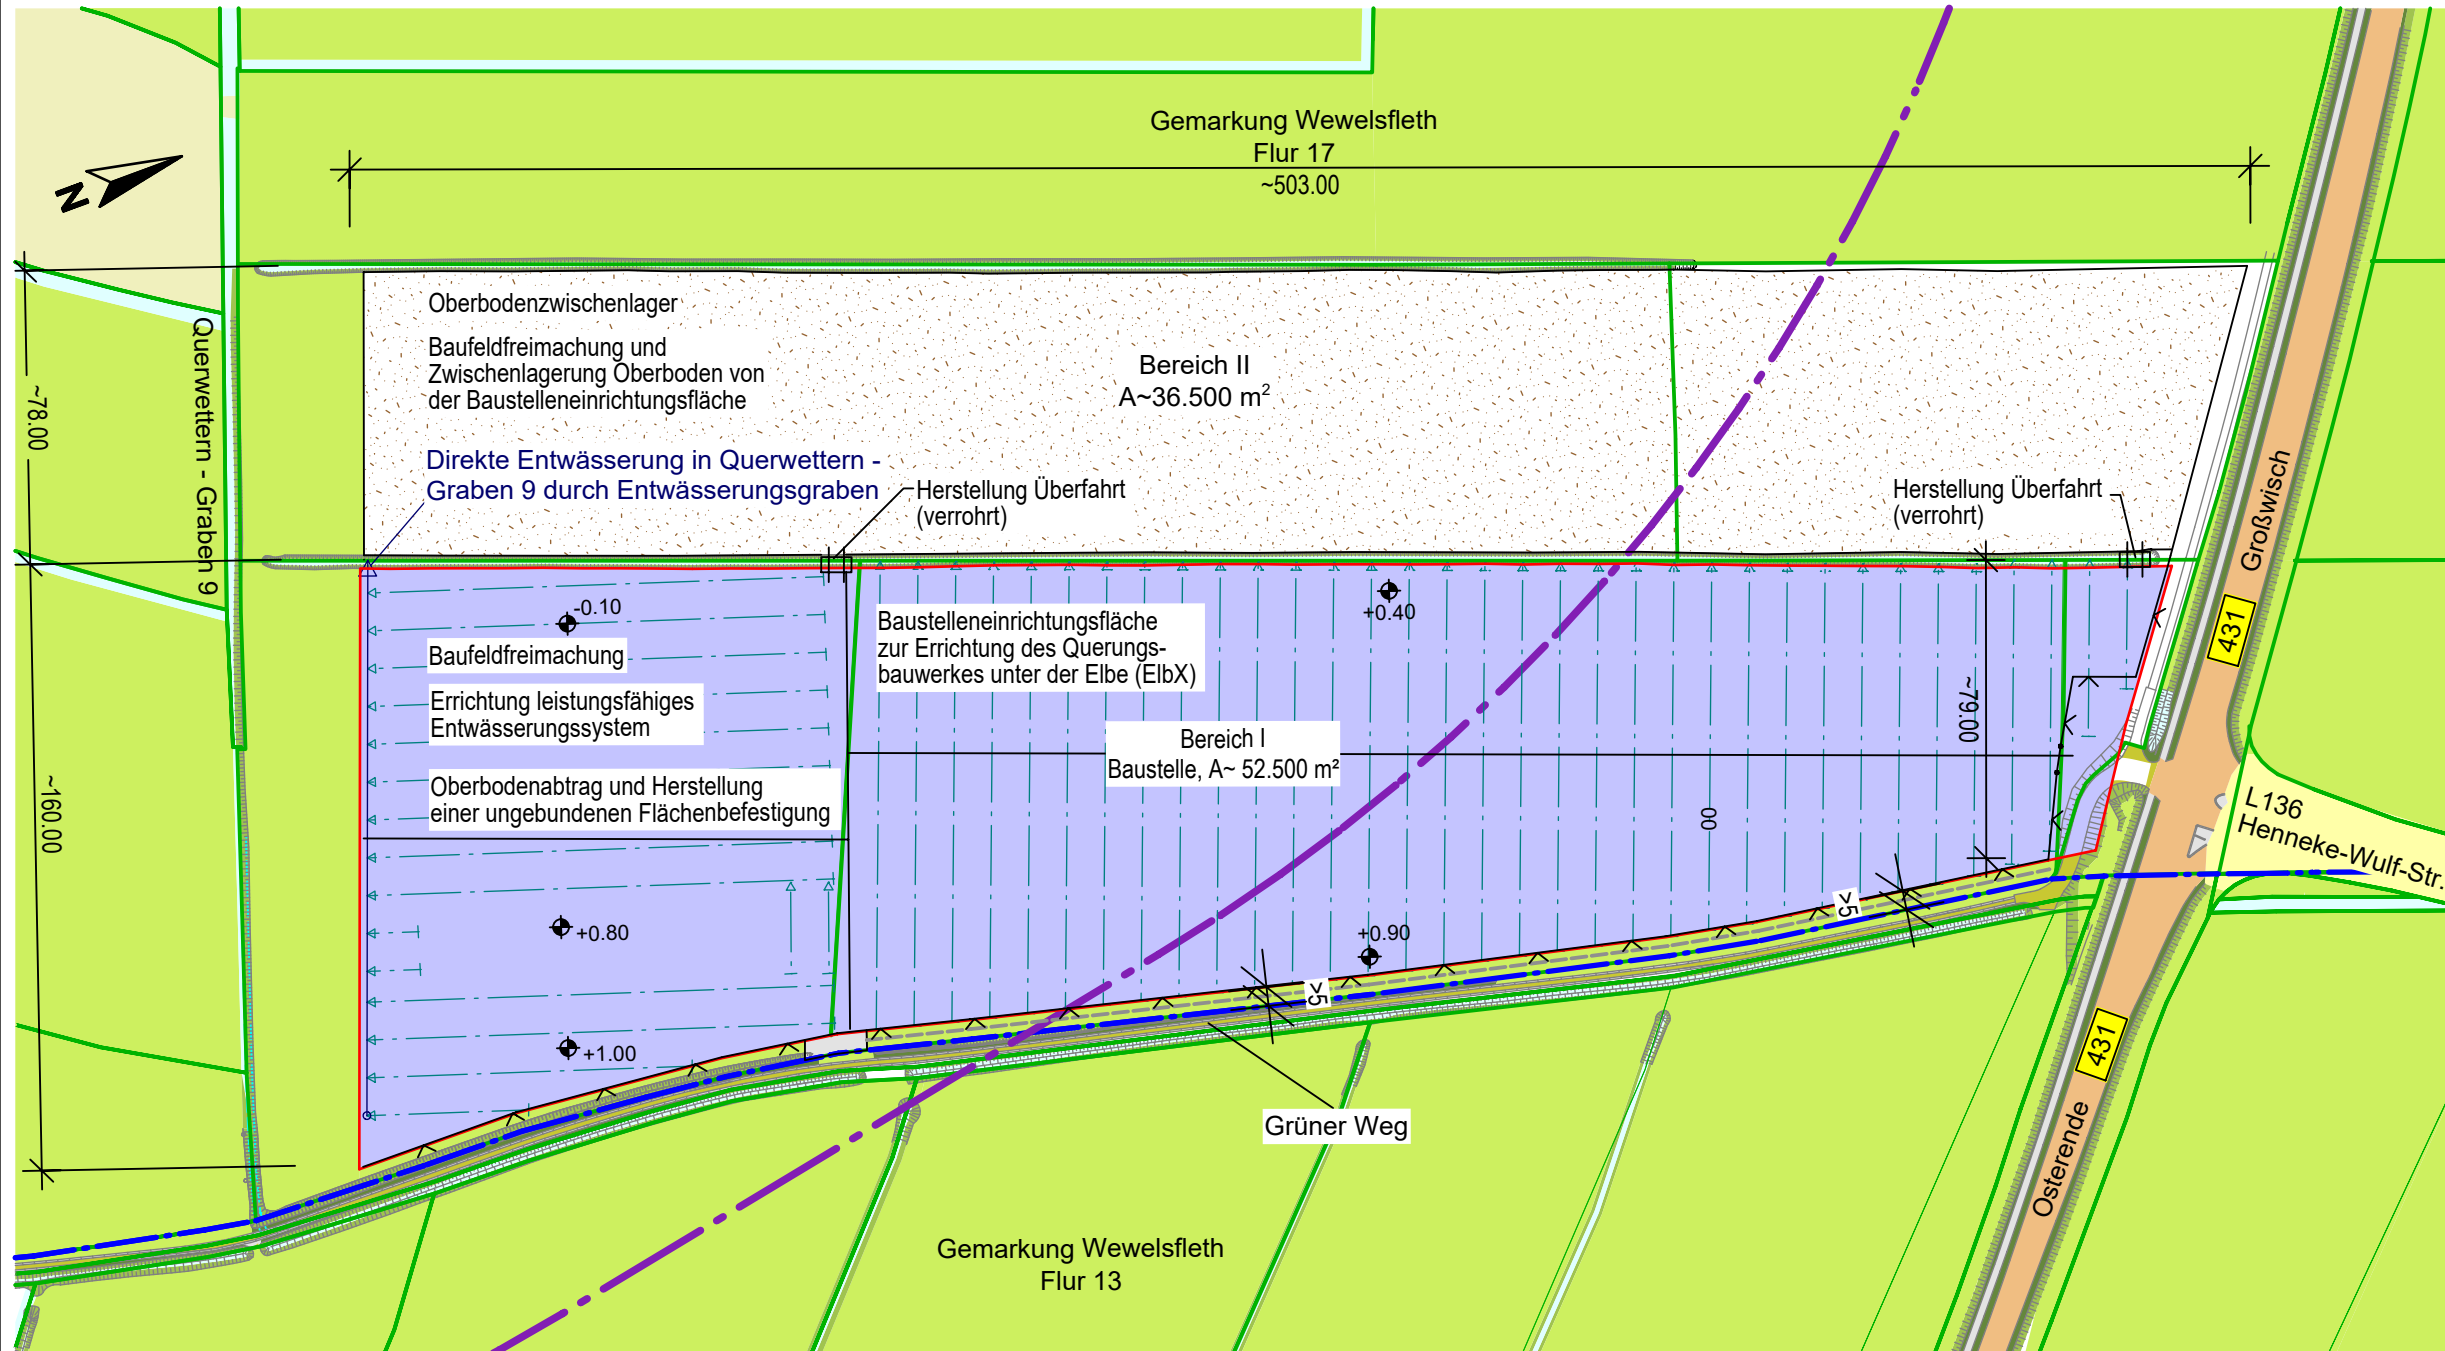 Gemarkung Wewelsfleth
Flur 17
~503.00
N
Oberbodenzwischenlager
Baufeldfreimachung und
Zwischenlagerung Oberboden von
der Baustelleneinrichtungsfläche
Bereich II
A~36.500 m²
~78.00
Querwettern - Graben 9
Direkte Entwässerung in Querwettern -
Graben 9 durch Entwässerungsgraben
Herstellung Überfahrt
(verrohrt)
Herstellung Überfahrt
(verrohrt)
Großwisch
431
-0.10
+0.40
Baufeldfreimachung
Baustelleneinrichtungsfläche
zur Errichtung des Querungs-
bauwerkes unter der Elbe (ElbX)
Errichtung leistungsfähiges
Entwässerungssystem
~79.00
Bereich I
Baustelle, A~ 52.500 m²
Oberbodenabtrag und Herstellung
einer ungebundenen Flächenbefestigung
~160.00
00
L136
Henneke-Wulf-Str.
+0.80
+0.90
>5
>5
+1.00
431
Grüner Weg
Osterende
Gemarkung Wewelsfleth
Flur 13